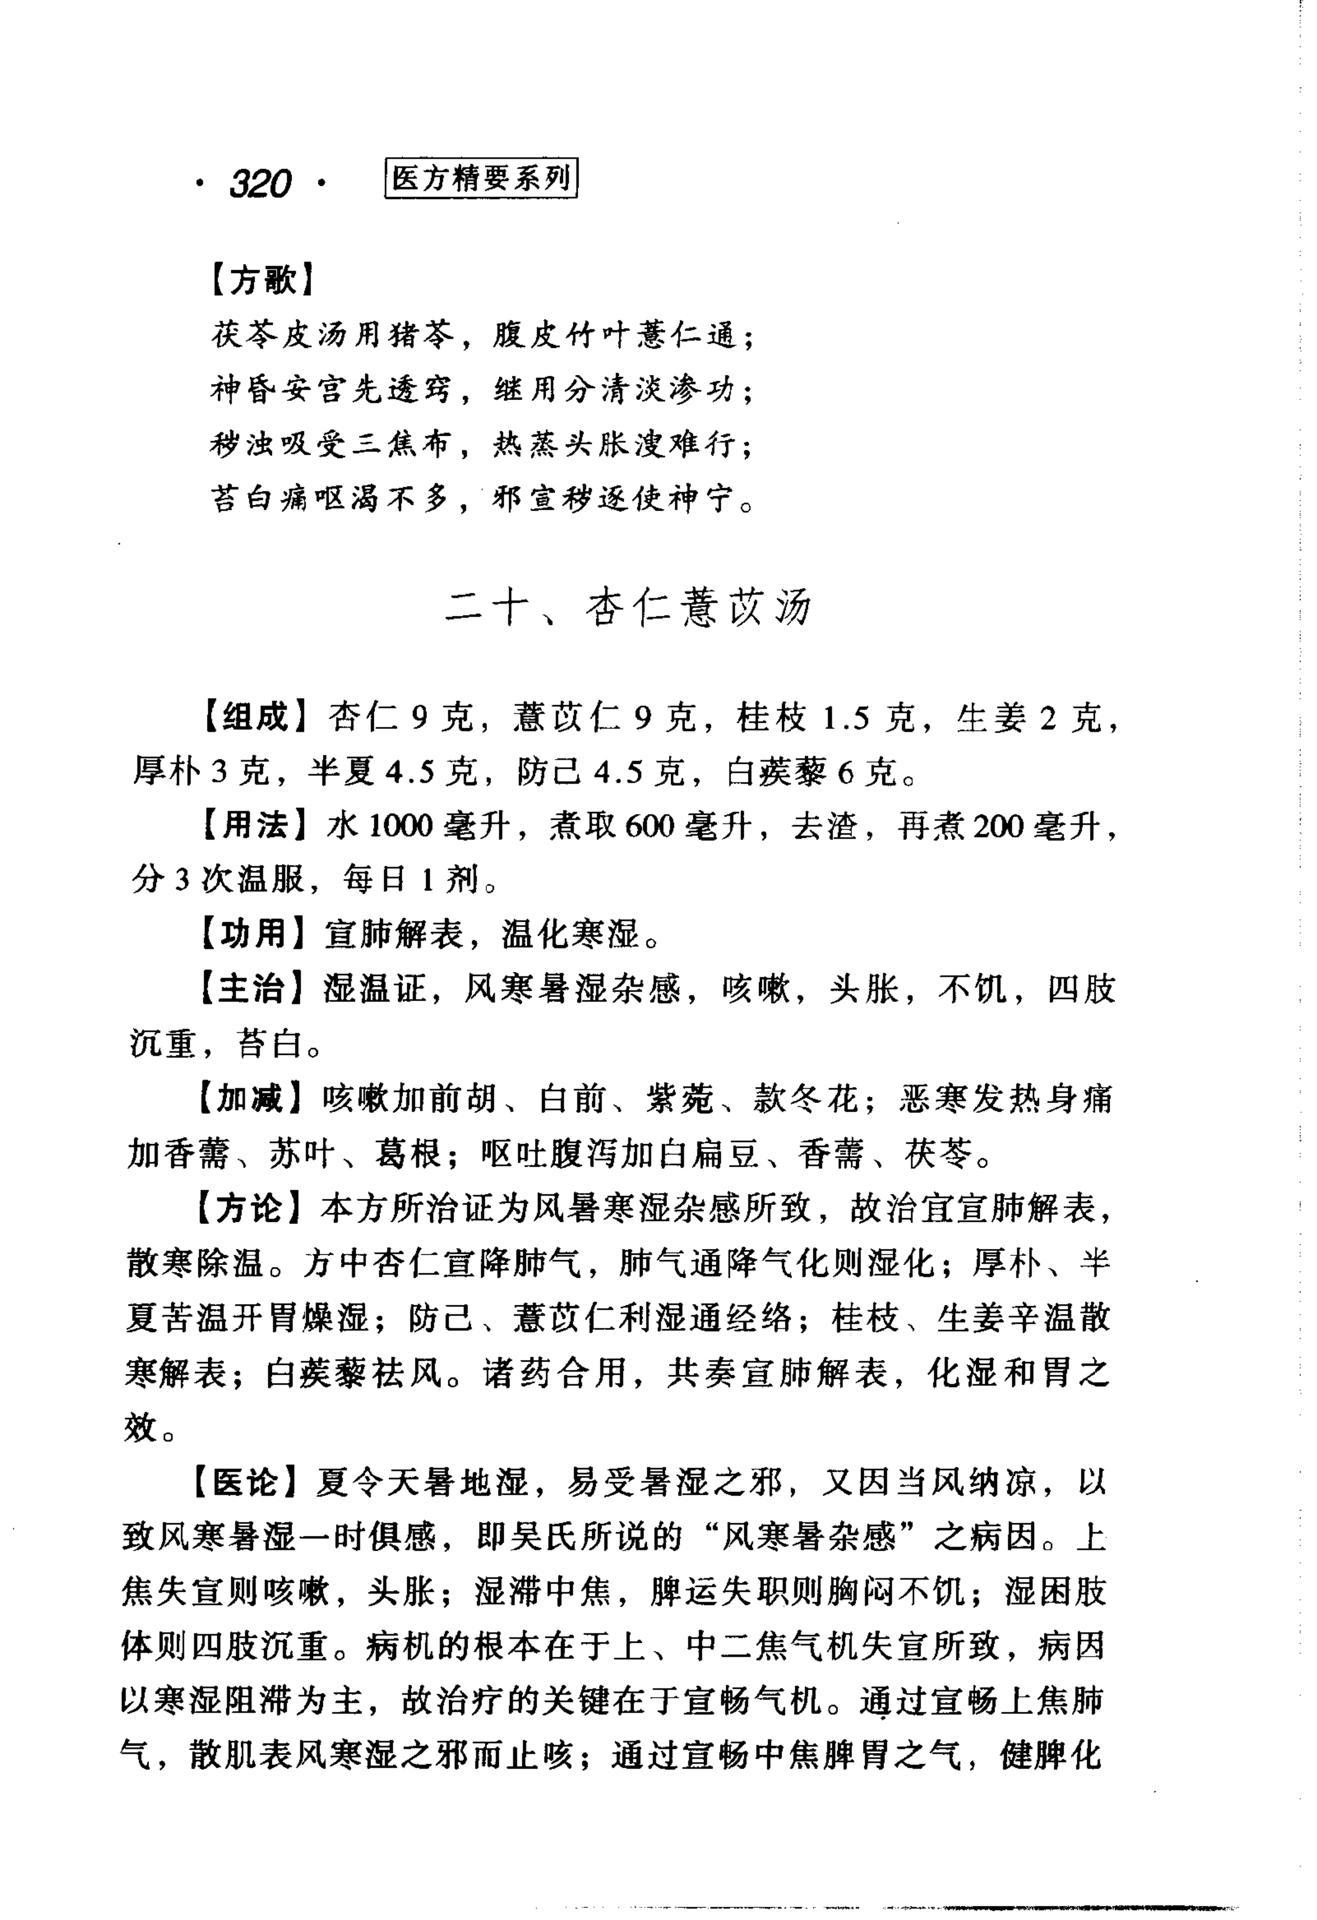 · 320 · 医方精要系列
【方歌】
茯苓皮汤用猪苓，腹皮竹叶薏仁通；
神昏安宫先透窍，继用分清淡渗功；
秽浊吸受三焦布，热蒸头胀溲难行；
苔白痛呕渴不多，邪宣秽逐使神宁。
二十、杏仁薏苡汤
【组成】杏仁 9 克，薏苡仁 9 克，桂枝 1.5 克，生姜 2 克，
厚朴 3 克，半夏 4.5 克，防己 4.5 克，白蒺藜 6 克。
【用法】水 1000 毫升，煮取 600 毫升，去渣，再煮 200 毫升，
分 3 次温服，每日 1 剂。
【功用】宣肺解表，温化寒湿。
【主治】湿温证，风寒暑湿杂感，咳嗽，头胀，不饥，四肢
沉重，苔白。
【加减】咳嗽加前胡、白前、紫菀、款冬花；恶寒发热身痛
加香薷、苏叶、葛根；呕吐腹泻加白扁豆、香薷、茯苓。
【方论】本方所治证为风暑寒湿杂感所致，故治宜宣肺解表，
散寒除温。方中杏仁宣降肺气，肺气通降气化则湿化；厚朴、半
夏苦温开胃燥湿；防己、薏苡仁利湿通经络；桂枝、生姜辛温散
寒解表；白蒺藜祛风。诸药合用，共奏宣肺解表，化湿和胃之
效。
【医论】夏令天暑地湿，易受暑湿之邪，又因当风纳凉，以
致风寒暑湿一时俱感，即吴氏所说的“风寒暑杂感”之病因。上
焦失宣则咳嗽，头胀；湿滞中焦，脾运失职则胸闷不饥；湿困肢
体则四肢沉重。病机的根本在于上、中二焦气机失宣所致，病因
以寒湿阻滞为主，故治疗的关键在于宣畅气机。通过宣畅上焦肺
气，散肌表风寒湿之邪而止咳；通过宣畅中焦脾胃之气，健脾化